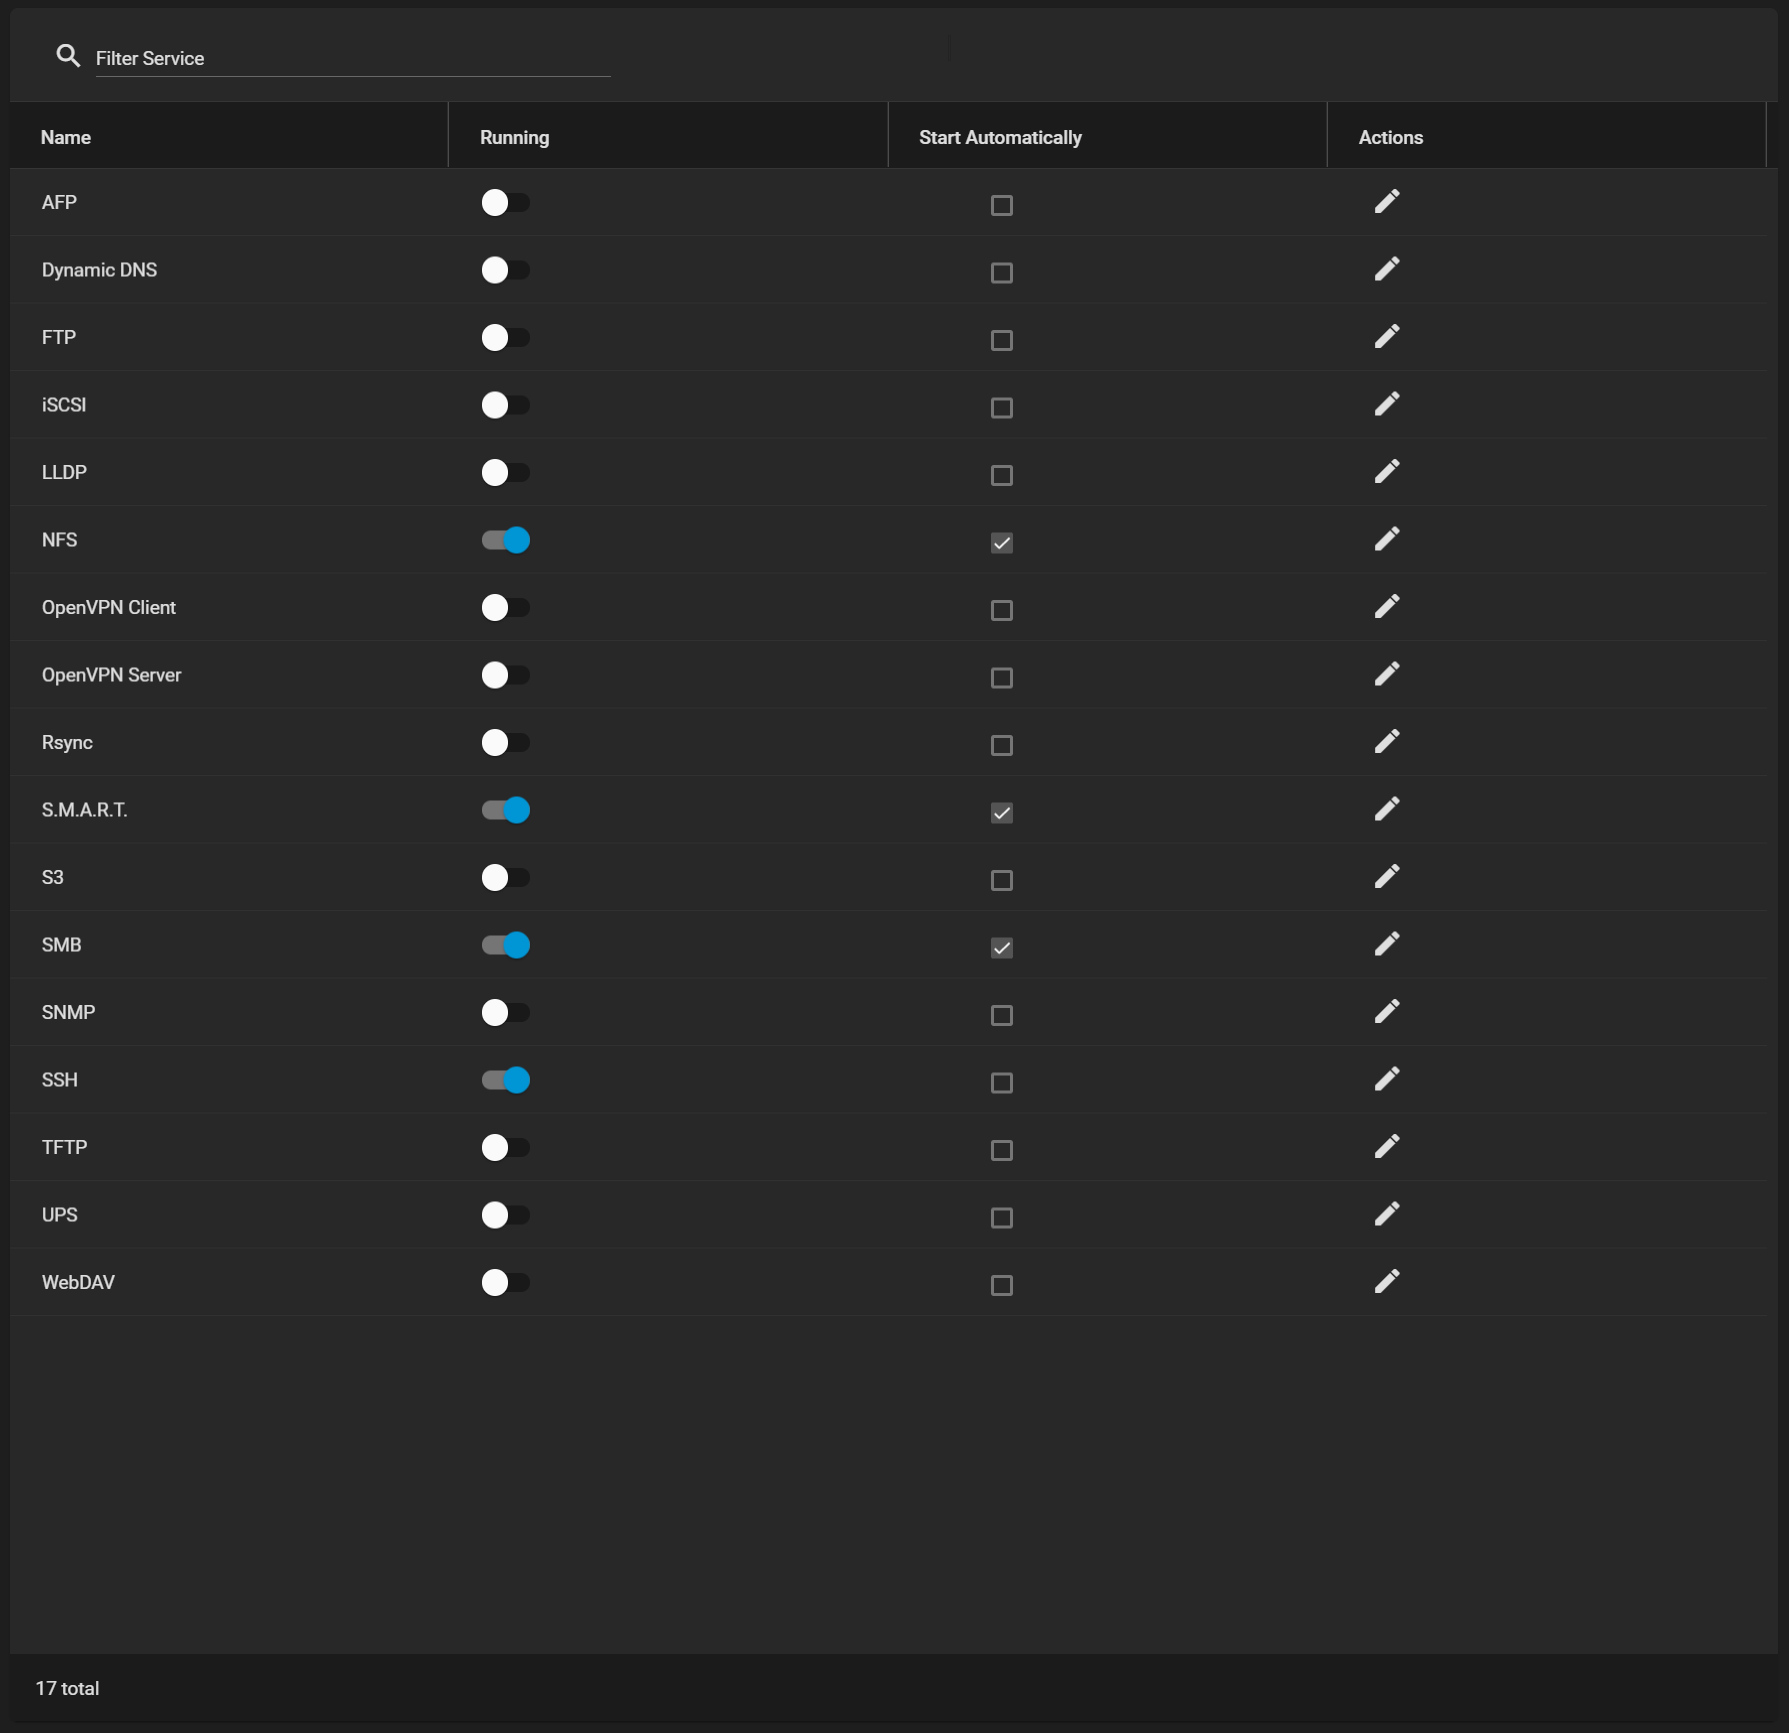 Filter Service
Name Running Start Automatically Actions
AFP
Dynamic DNS
FTP
iSCSI
LLDP
NFS
OpenVPN Client
OpenVPN Server
Rsync
S.M.A.R.T.
S3
SMB
SNMP
SSH
TFTP
UPS
WebDAV
17 total